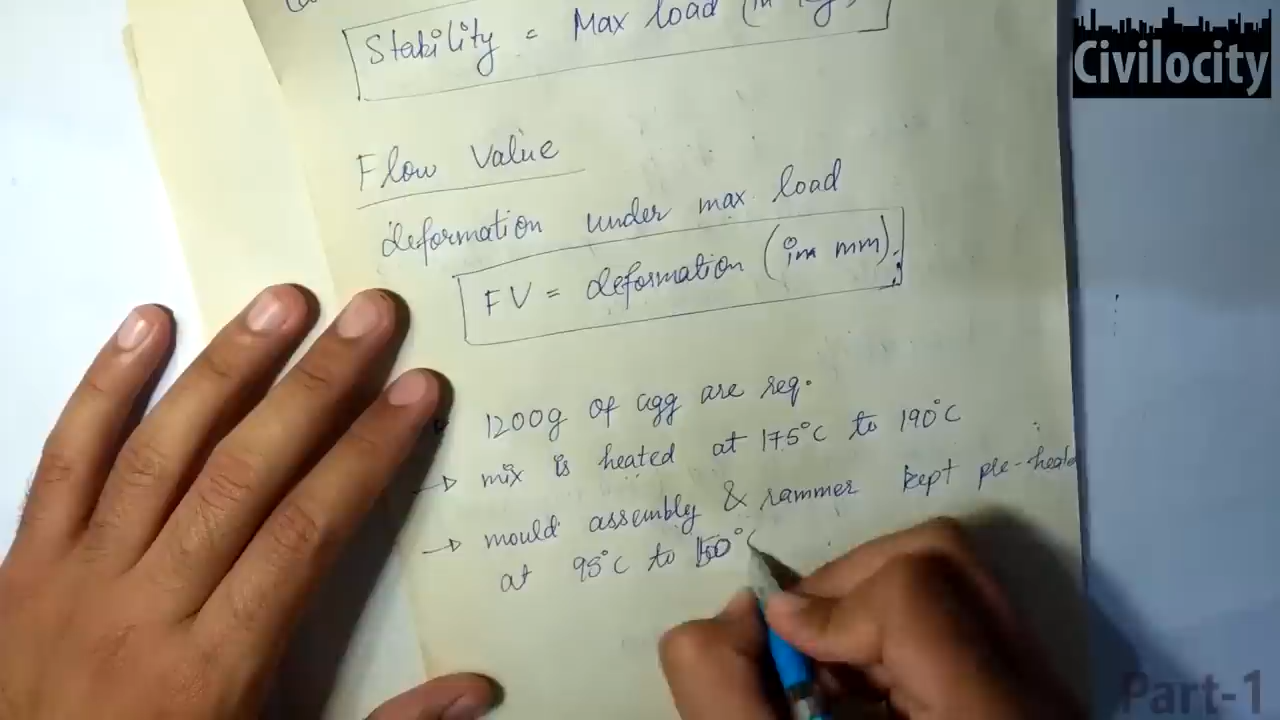 Stability = Max load (in kg)
Flow Value
deformation under max load
FV = deformation (in mm).
1200g of agg are req.
→ mix is heated at 175°C to 190°C
→ mould assembly & rammer kept pre-heated
at 95°C to 150°C
Civilocity
Part-1